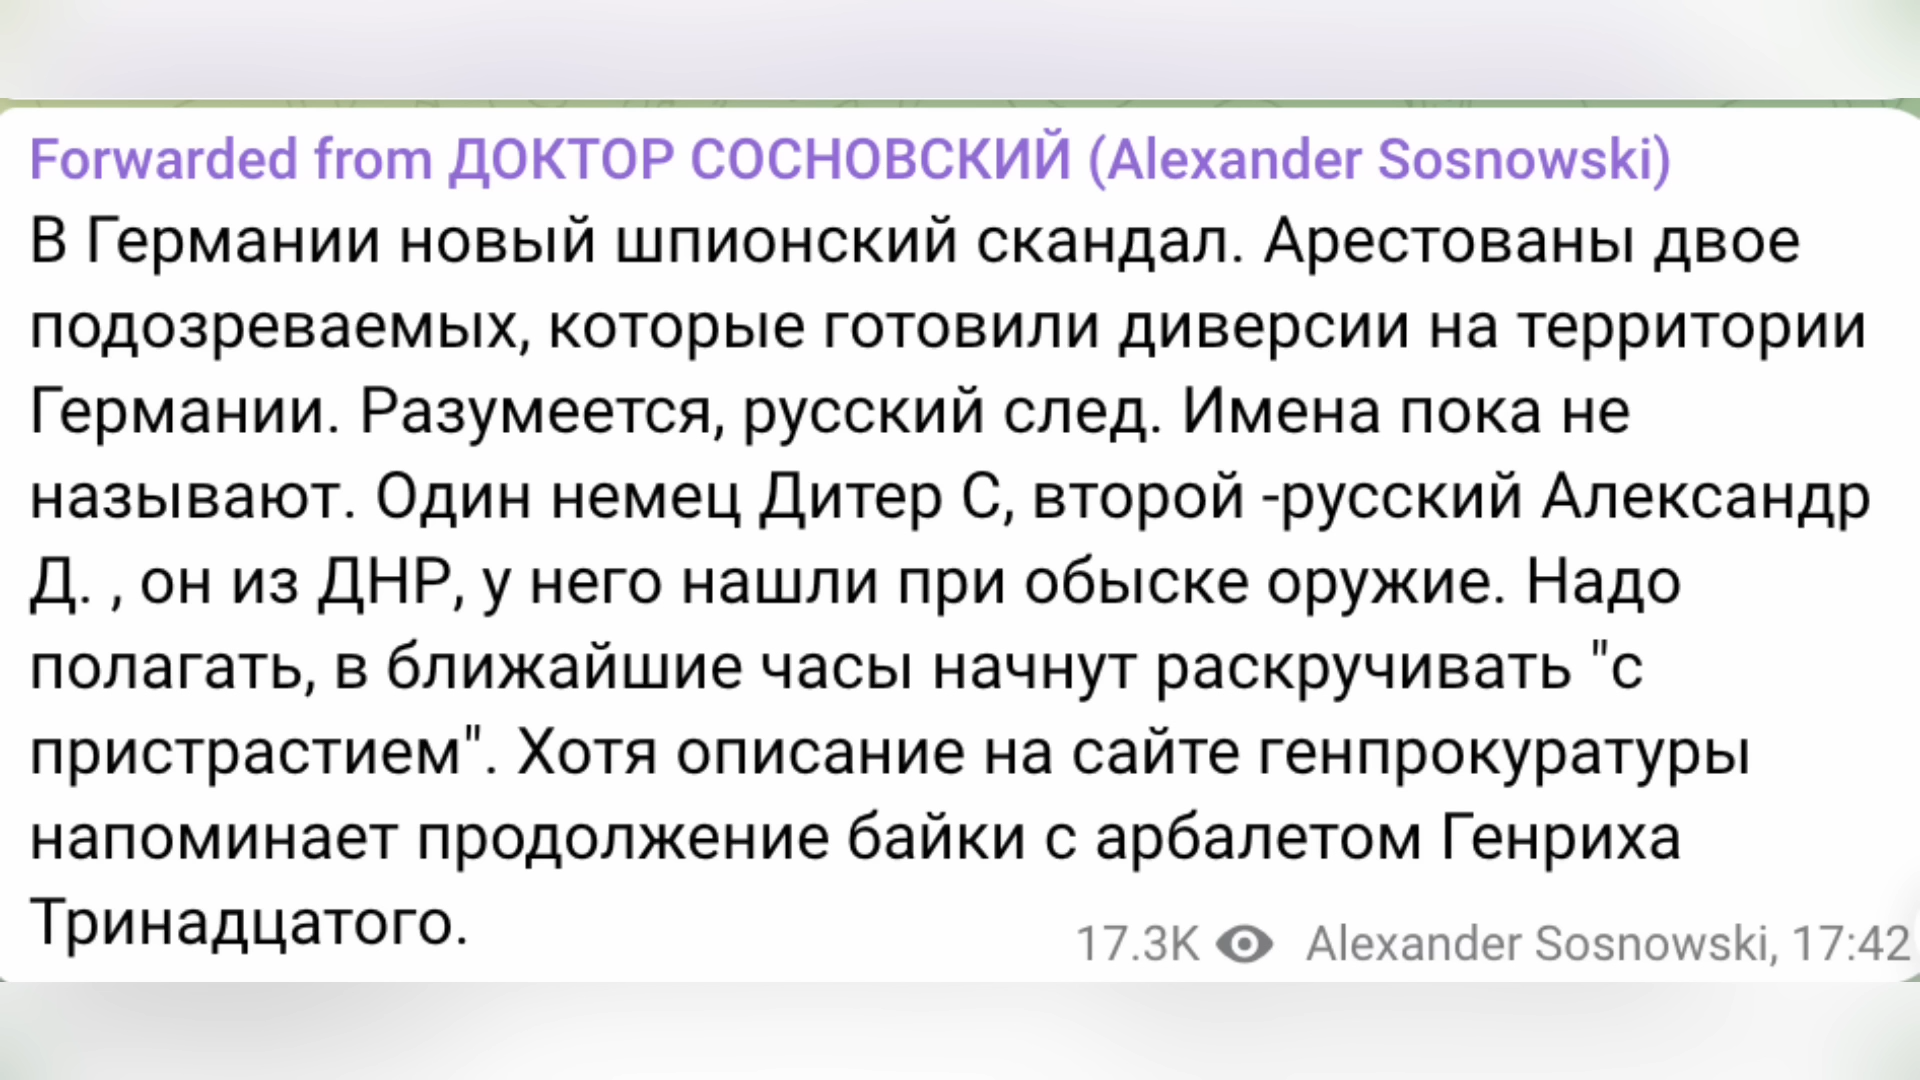 Forwarded from ДОКТОР СОСНОВСКИЙ (Alexander Sosnowski)
В Германии новый шпионский скандал. Арестованы двое
подозреваемых, которые готовили диверсии на территории
Германии. Разумеется, русский след. Имена пока не
называют. Один немец Дитер С, второй -русский Александр
Д. , он из ДНР, у него нашли при обыске оружие. Надо
полагать, в ближайшие часы начнут раскручивать "с
пристрастием". Хотя описание на сайте генпрокуратуры
напоминает продолжение байки с арбалетом Генриха
Тринадцатого.
17.3K Alexander Sosnowski, 17:42